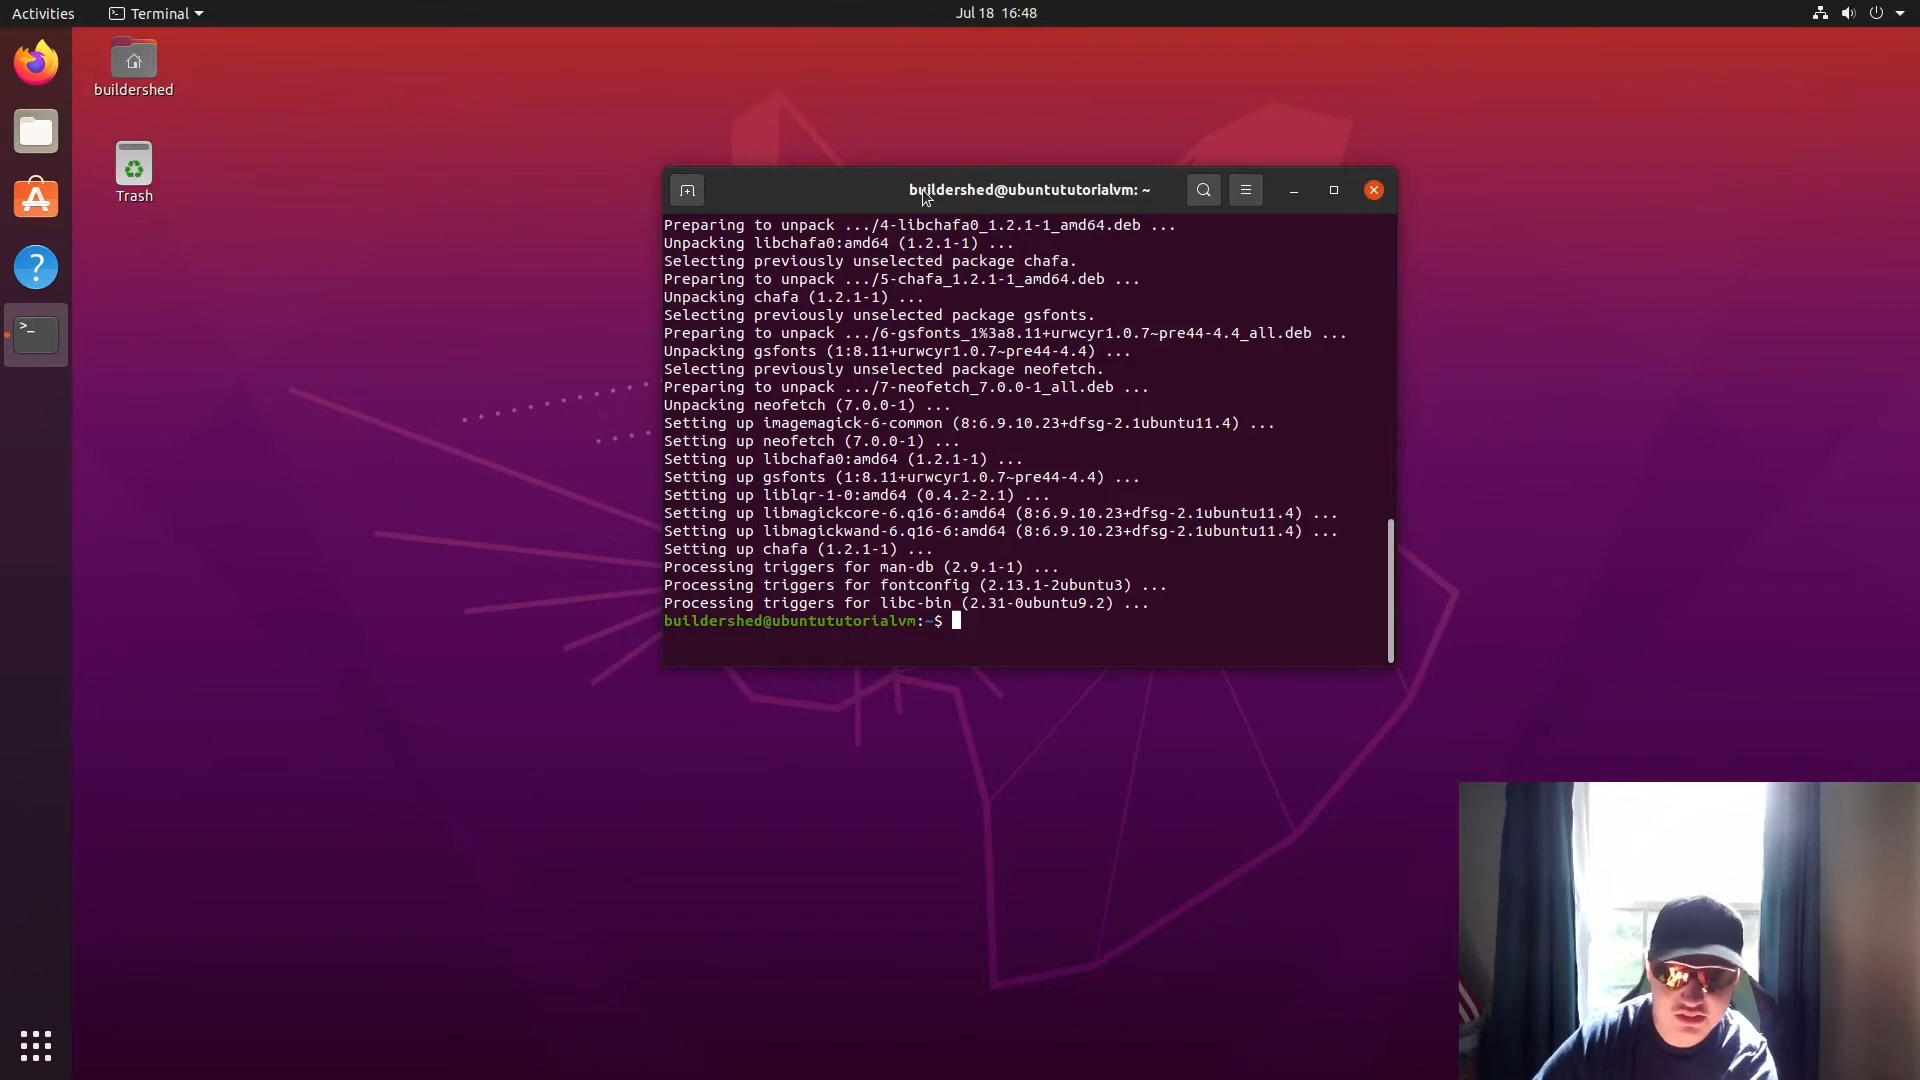 Activities
Terminal
Jul 18 16:48
buildershed
Trash
buildershed@ubuntututorialvm: ~
Preparing to unpack .../4-libchafa0_1.2.1-1_amd64.deb ...
Unpacking libchafa0:amd64 (1.2.1-1) ...
Selecting previously unselected package chafa.
Preparing to unpack .../5-chafa_1.2.1-1_amd64.deb ...
Unpacking chafa (1.2.1-1) ...
Selecting previously unselected package gsfonts.
Preparing to unpack .../6-gsfonts_1%3a8.11+urwcyr1.0.7~pre44-4.4_all.deb ...
Unpacking gsfonts (1:8.11+urwcyr1.0.7~pre44-4.4) ...
Selecting previously unselected package neofetch.
Preparing to unpack .../7-neofetch_7.0.0-1_all.deb ...
Unpacking neofetch (7.0.0-1) ...
Setting up imagemagick-6-common (8:6.9.10.23+dfsg-2.1ubuntu11.4) ...
Setting up neofetch (7.0.0-1) ...
Setting up libchafa0:amd64 (1.2.1-1) ...
Setting up gsfonts (1:8.11+urwcyr1.0.7~pre44-4.4) ...
Setting up liblqr-1-0:amd64 (0.4.2-2.1) ...
Setting up libmagickcore-6.q16-6:amd64 (8:6.9.10.23+dfsg-2.1ubuntu11.4) ...
Setting up libmagickwand-6.q16-6:amd64 (8:6.9.10.23+dfsg-2.1ubuntu11.4) ...
Setting up chafa (1.2.1-1) ...
Processing triggers for man-db (2.9.1-1) ...
Processing triggers for fontconfig (2.13.1-2ubuntu3) ...
Processing triggers for libc-bin (2.31-0ubuntu9.2) ...
buildershed@ubuntututorialvm:~$